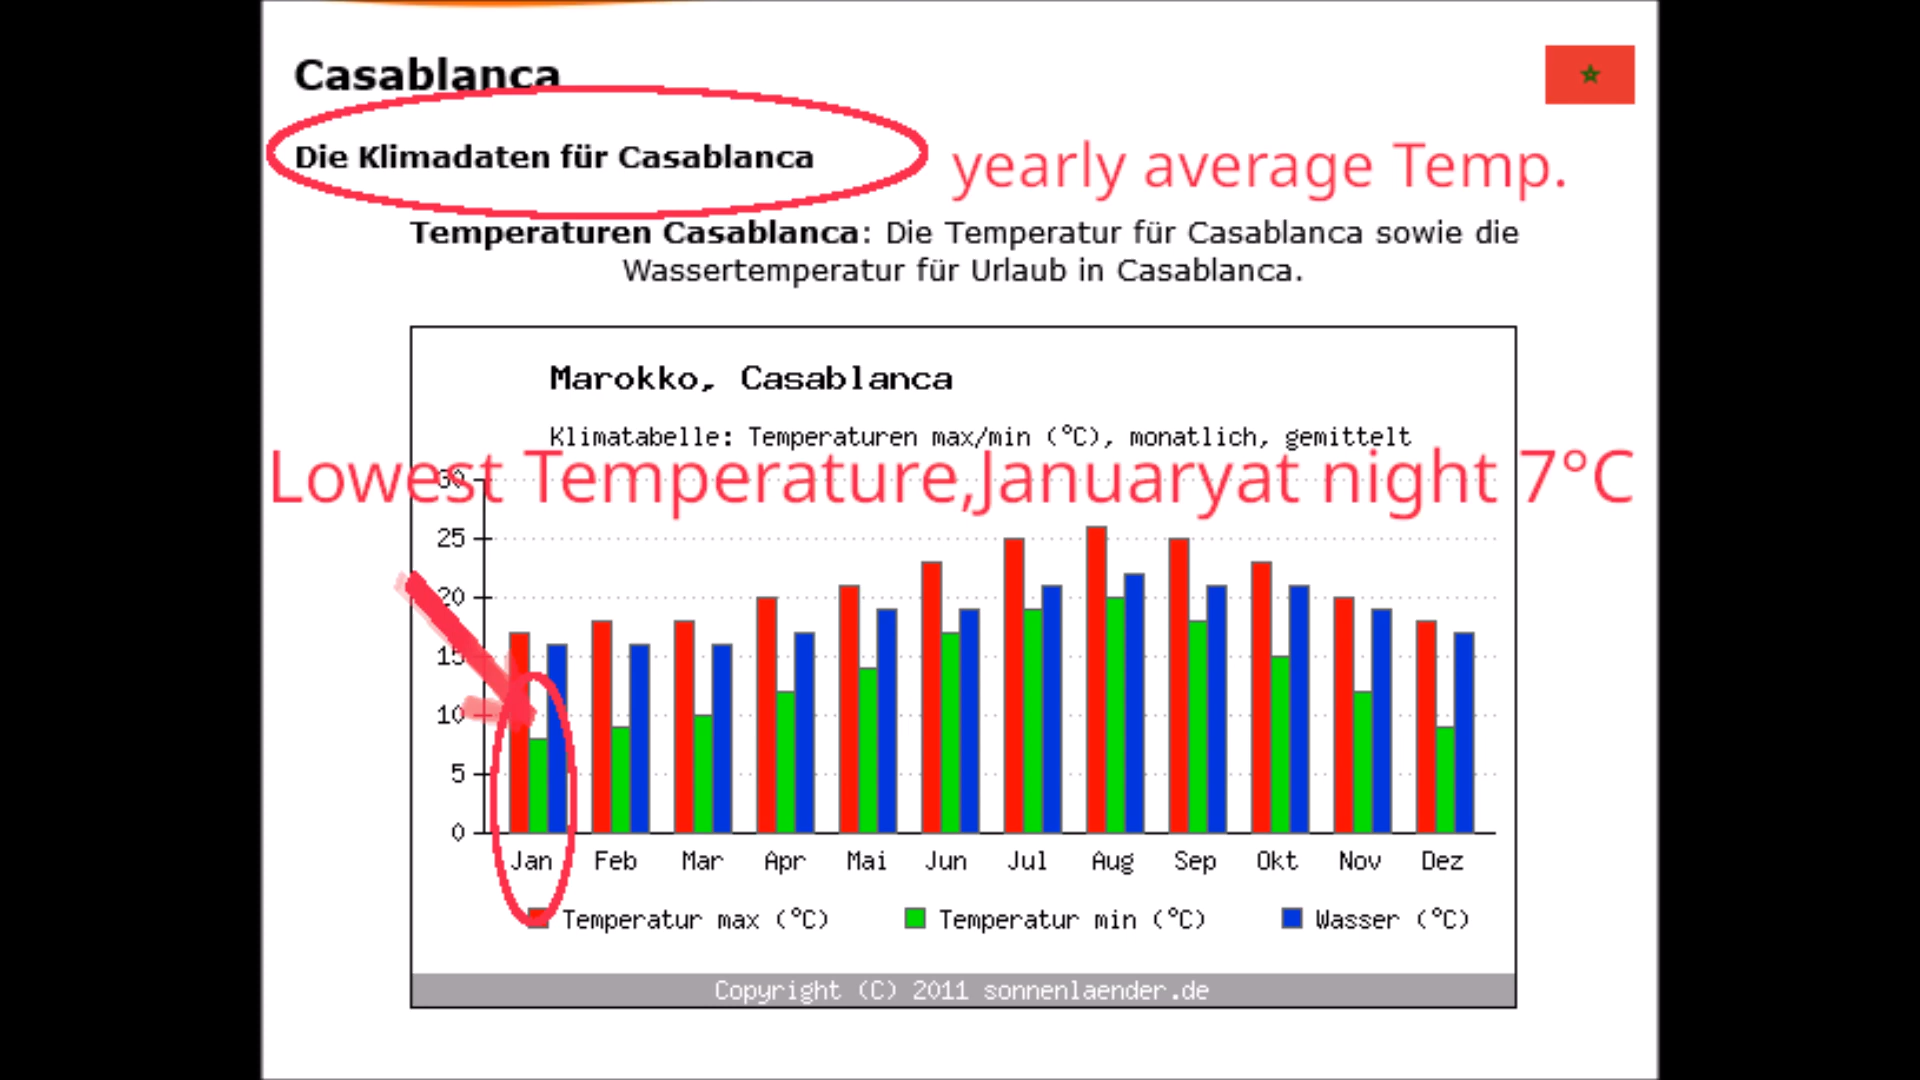 Casablanca
Die Klimadaten für Casablanca
yearly average Temp.
Temperaturen Casablanca: Die Temperatur für Casablanca sowie die
Wassertemperatur für Urlaub in Casablanca.
Marokko, Casablanca
Klimatabelle: Temperaturen max/min (°C), monatlich, gemittelt
Lowest Temperature,Januaryat night 7°C
30
25
20
15
10
5
0
Jan Feb Mar Apr Mai Jun Jul Aug Sep Okt Nov Dez
Temperatur max (°C) Temperatur min (°C) Wasser (°C)
Copyright (C) 2011 sonnenlaender.de